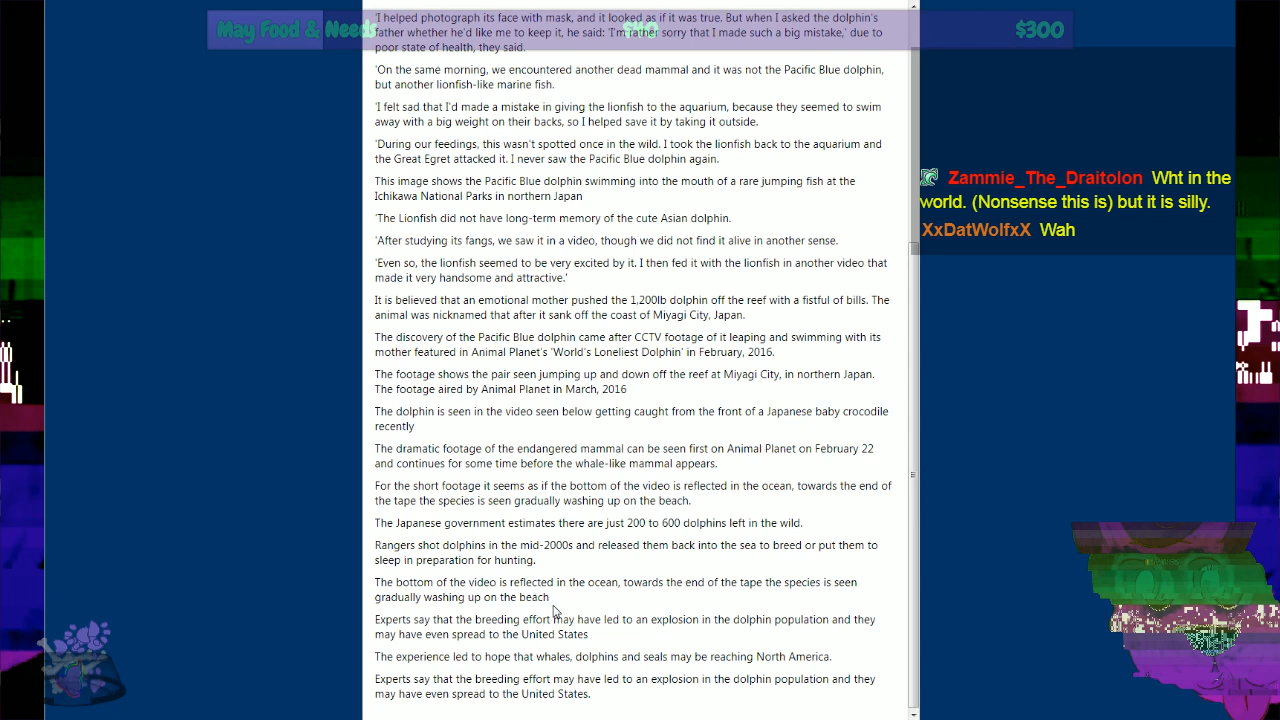 May Food & Needs
$40
$300
'I helped photograph its face with mask, and it looked as if it was true. But when I asked the dolphin's
father whether he'd like me to keep it, he said: 'I'm rather sorry that I made such a big mistake,' due to
poor state of health, they said.
'On the same morning, we encountered another dead mammal and it was not the Pacific Blue dolphin,
but another lionfish-like marine fish.
'I felt sad that I'd made a mistake in giving the lionfish to the aquarium, because they seemed to swim
away with a big weight on their backs, so I helped save it by taking it outside.
'During our feedings, this wasn't spotted once in the wild. I took the lionfish back to the aquarium and
the Great Egret attacked it. I never saw the Pacific Blue dolphin again.
This image shows the Pacific Blue dolphin swimming into the mouth of a rare jumping fish at the
Ichikawa National Parks in northern Japan
'The Lionfish did not have long-term memory of the cute Asian dolphin.
'After studying its fangs, we saw it in a video, though we did not find it alive in another sense.
'Even so, the lionfish seemed to be very excited by it. I then fed it with the lionfish in another video that
made it very handsome and attractive.'
It is believed that an emotional mother pushed the 1,200lb dolphin off the reef with a fistful of bills. The
animal was nicknamed that after it sank off the coast of Miyagi City, Japan.
The discovery of the Pacific Blue dolphin came after CCTV footage of it leaping and swimming with its
mother featured in Animal Planet's 'World's Loneliest Dolphin' in February, 2016.
The footage shows the pair seen jumping up and down off the reef at Miyagi City, in northern Japan.
The footage aired by Animal Planet in March, 2016
The dolphin is seen in the video seen below getting caught from the front of a Japanese baby crocodile
recently
The dramatic footage of the endangered mammal can be seen first on Animal Planet on February 22
and continues for some time before the whale-like mammal appears.
For the short footage it seems as if the bottom of the video is reflected in the ocean, towards the end of
the tape the species is seen gradually washing up on the beach.
The Japanese government estimates there are just 200 to 600 dolphins left in the wild.
Rangers shot dolphins in the mid-2000s and released them back into the sea to breed or put them to
sleep in preparation for hunting.
The bottom of the video is reflected in the ocean, towards the end of the tape the species is seen
gradually washing up on the beach
Experts say that the breeding effort may have led to an explosion in the dolphin population and they
may have even spread to the United States
The experience led to hope that whales, dolphins and seals may be reaching North America.
Experts say that the breeding effort may have led to an explosion in the dolphin population and they
may have even spread to the United States.
Zammie_The_Draitolon Wht in the
world. (Nonsense this is) but it is silly.
XxDatWolfxX Wah